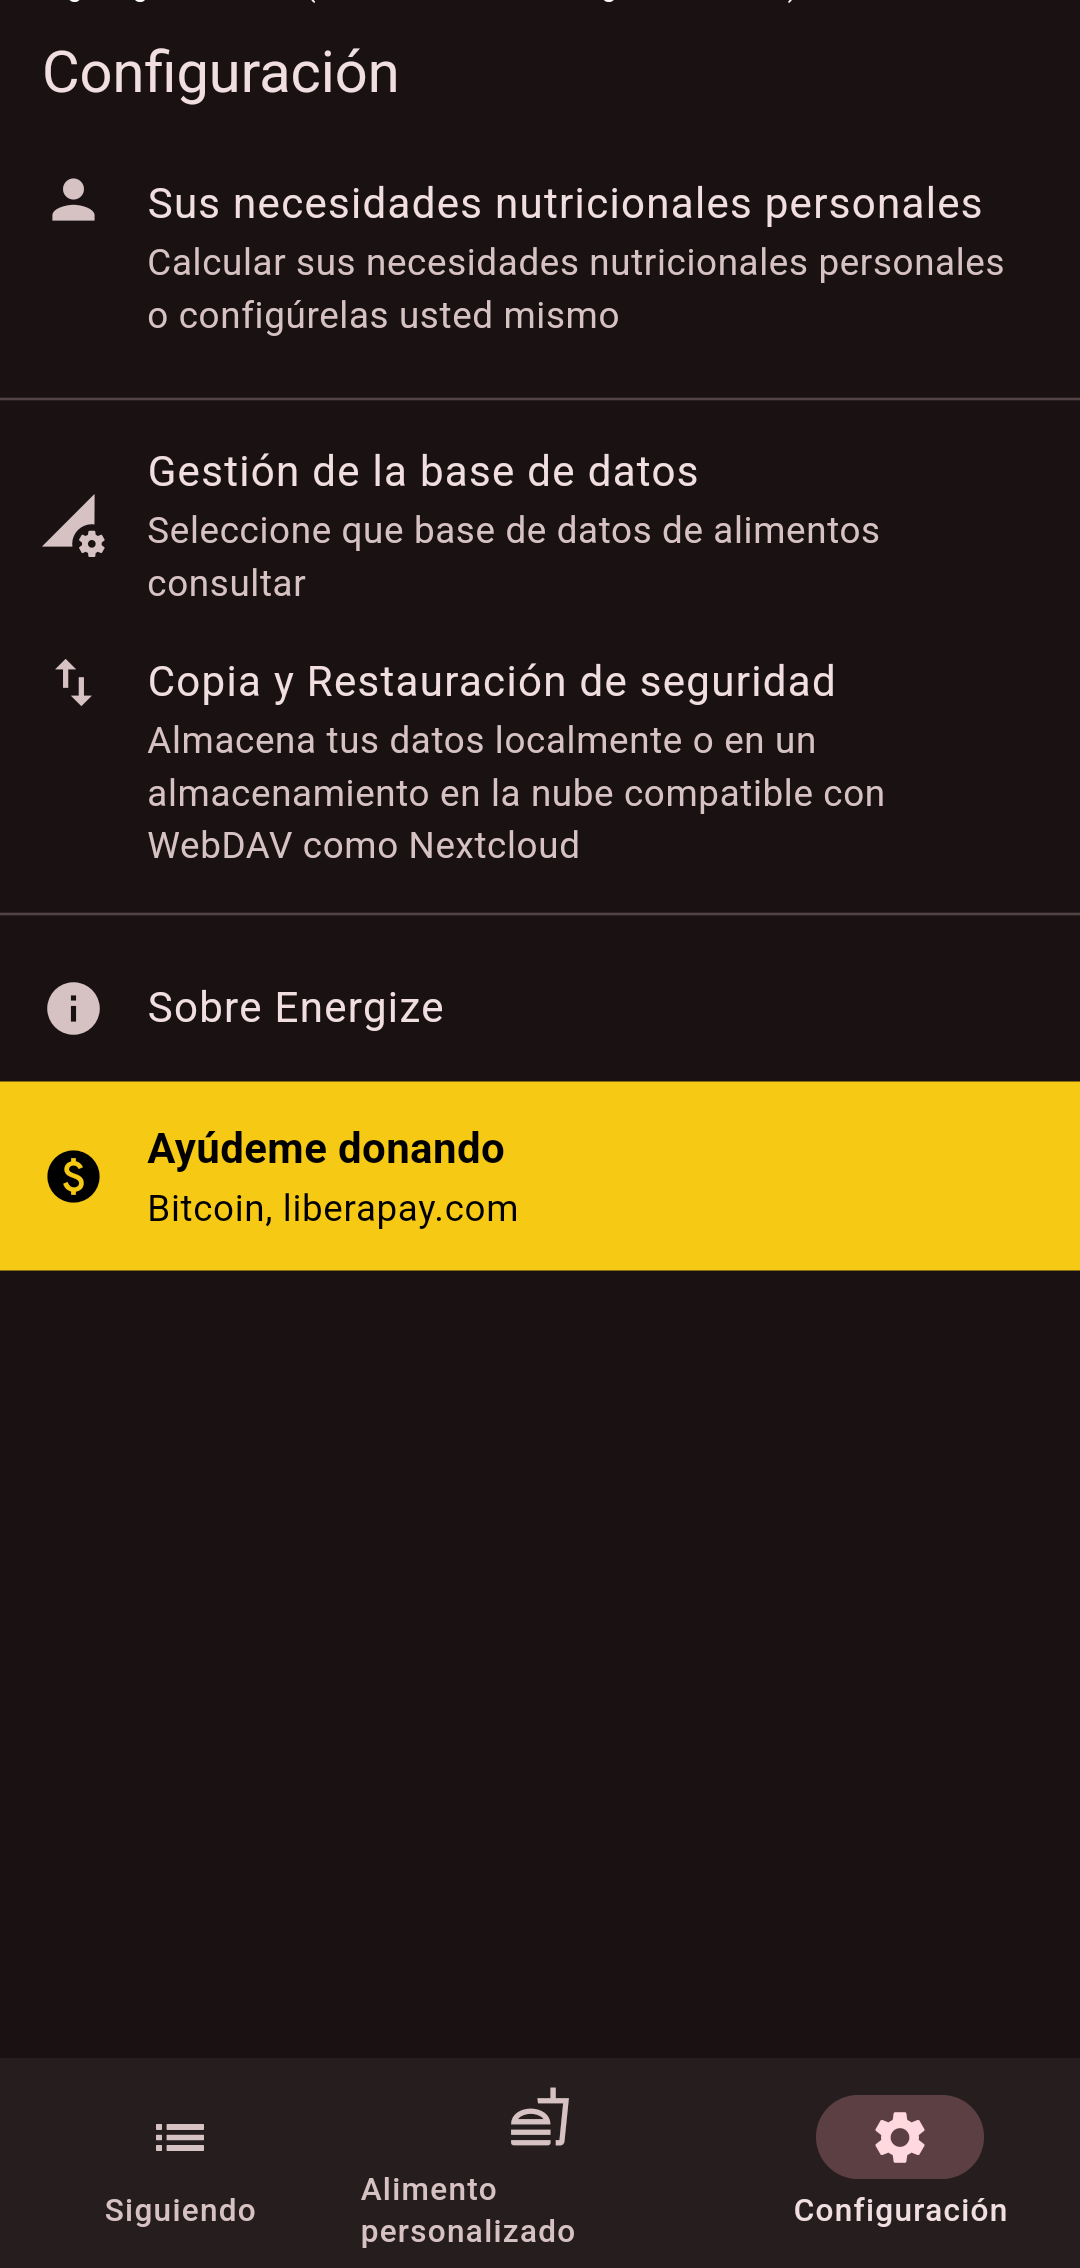 Configuración
Sus necesidades nutricionales personales
Calcular sus necesidades nutricionales personales
o configúrelas usted mismo
Gestión de la base de datos
Seleccione que base de datos de alimentos
consultar
Copia y Restauración de seguridad
Almacena tus datos localmente o en un
almacenamiento en la nube compatible con
WebDAV como Nextcloud
Sobre Energize
Ayúdeme donando
Bitcoin, liberapay.com
Siguiendo
Alimento
personalizado
Configuración